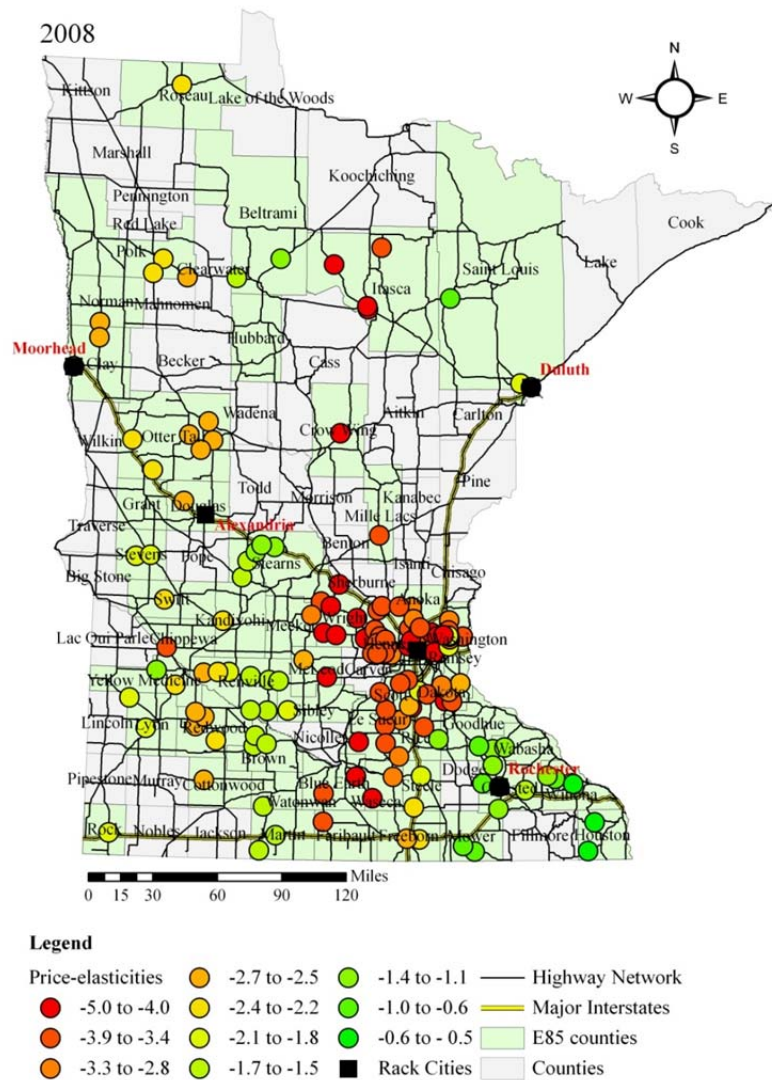 2008
N
W E
S
Kittson
Roseau
Lake of the Woods
Marshall
Koochiching
Pennington
Beltrami
Red Lake
Cook
Polk
Clearwater
Saint Louis
Lake
Itasca
Norman
Mahnomen
Hubbard
Moorhead
Clay
Becker
Cass
Duluth
Wadena
Aitkin
Carlton
Crow Wing
Wilkin
Otter Tail
Pine
Todd
Morrison
Kanabec
Grant
Douglas
Mille Lacs
Traverse
Alexandria
Benton
Stevens
Pope
Stearns
Isanti
Chisago
Big Stone
Sherburne
Swift
Anoka
Kandiyohi
Wright
Meeker
Lac Qui Parle
Chippewa
Washington
Ramsey
McLeod
Carver
Yellow Medicine
Renville
Scott
Dakota
Sibley
Lincoln
Lyon
Redwood
Le Sueur
Goodhue
Nicollet
Rice
Wabasha
Brown
Dodge
Rochester
Pipestone
Murray
Cottonwood
Blue Earth
Steele
Olmsted
Winona
Watonwan
Waseca
Rock
Nobles
Jackson
Martin
Faribault
Freeborn
Mower
Fillmore
Houston
Miles
0 15 30 60 90 120
Legend
Price-elasticities
-5.0 to -4.0
-3.9 to -3.4
-3.3 to -2.8
-2.7 to -2.5
-2.4 to -2.2
-2.1 to -1.8
-1.7 to -1.5
-1.4 to -1.1
-1.0 to -0.6
-0.6 to - 0.5
Rack Cities
Highway Network
Major Interstates
E85 counties
Counties